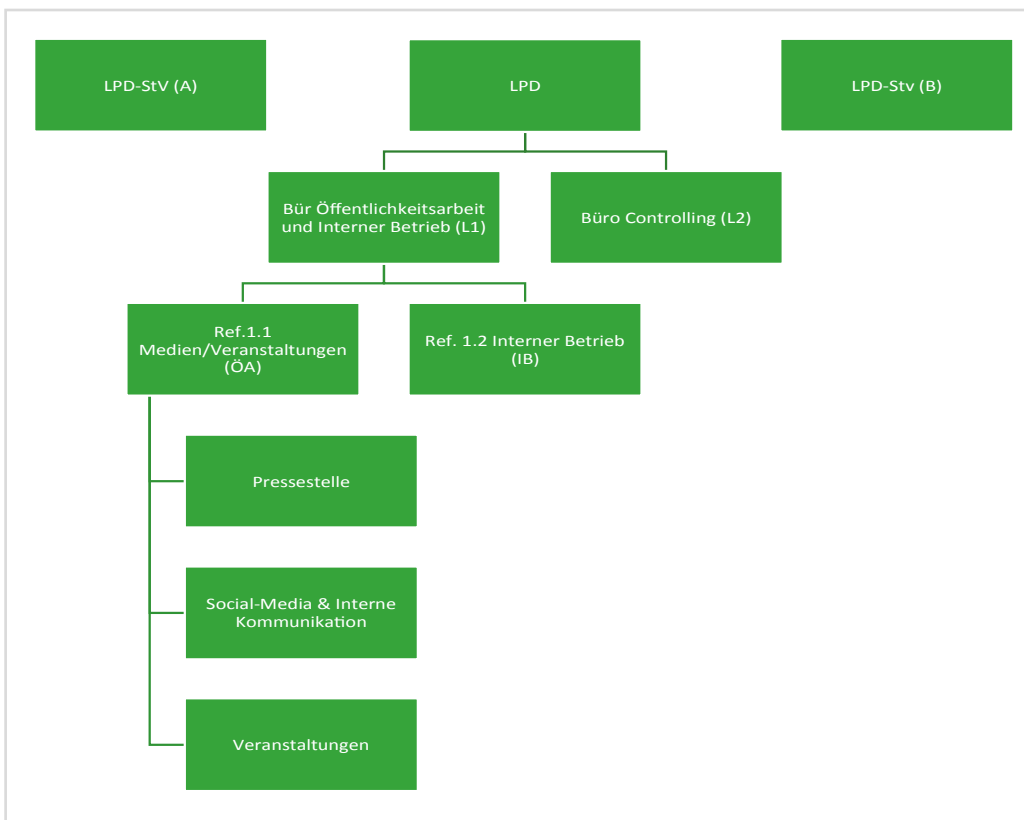 LPD-StV (A)
LPD
LPD-Stv (B)
Bür Öffentlichkeitsarbeit
und Interner Betrieb (L1)
Büro Controlling (L2)
Ref.1.1
Medien/Veranstaltungen
(ÖA)
Ref. 1.2 Interner Betrieb
(IB)
Pressestelle
Social-Media & Interne
Kommunikation
Veranstaltungen